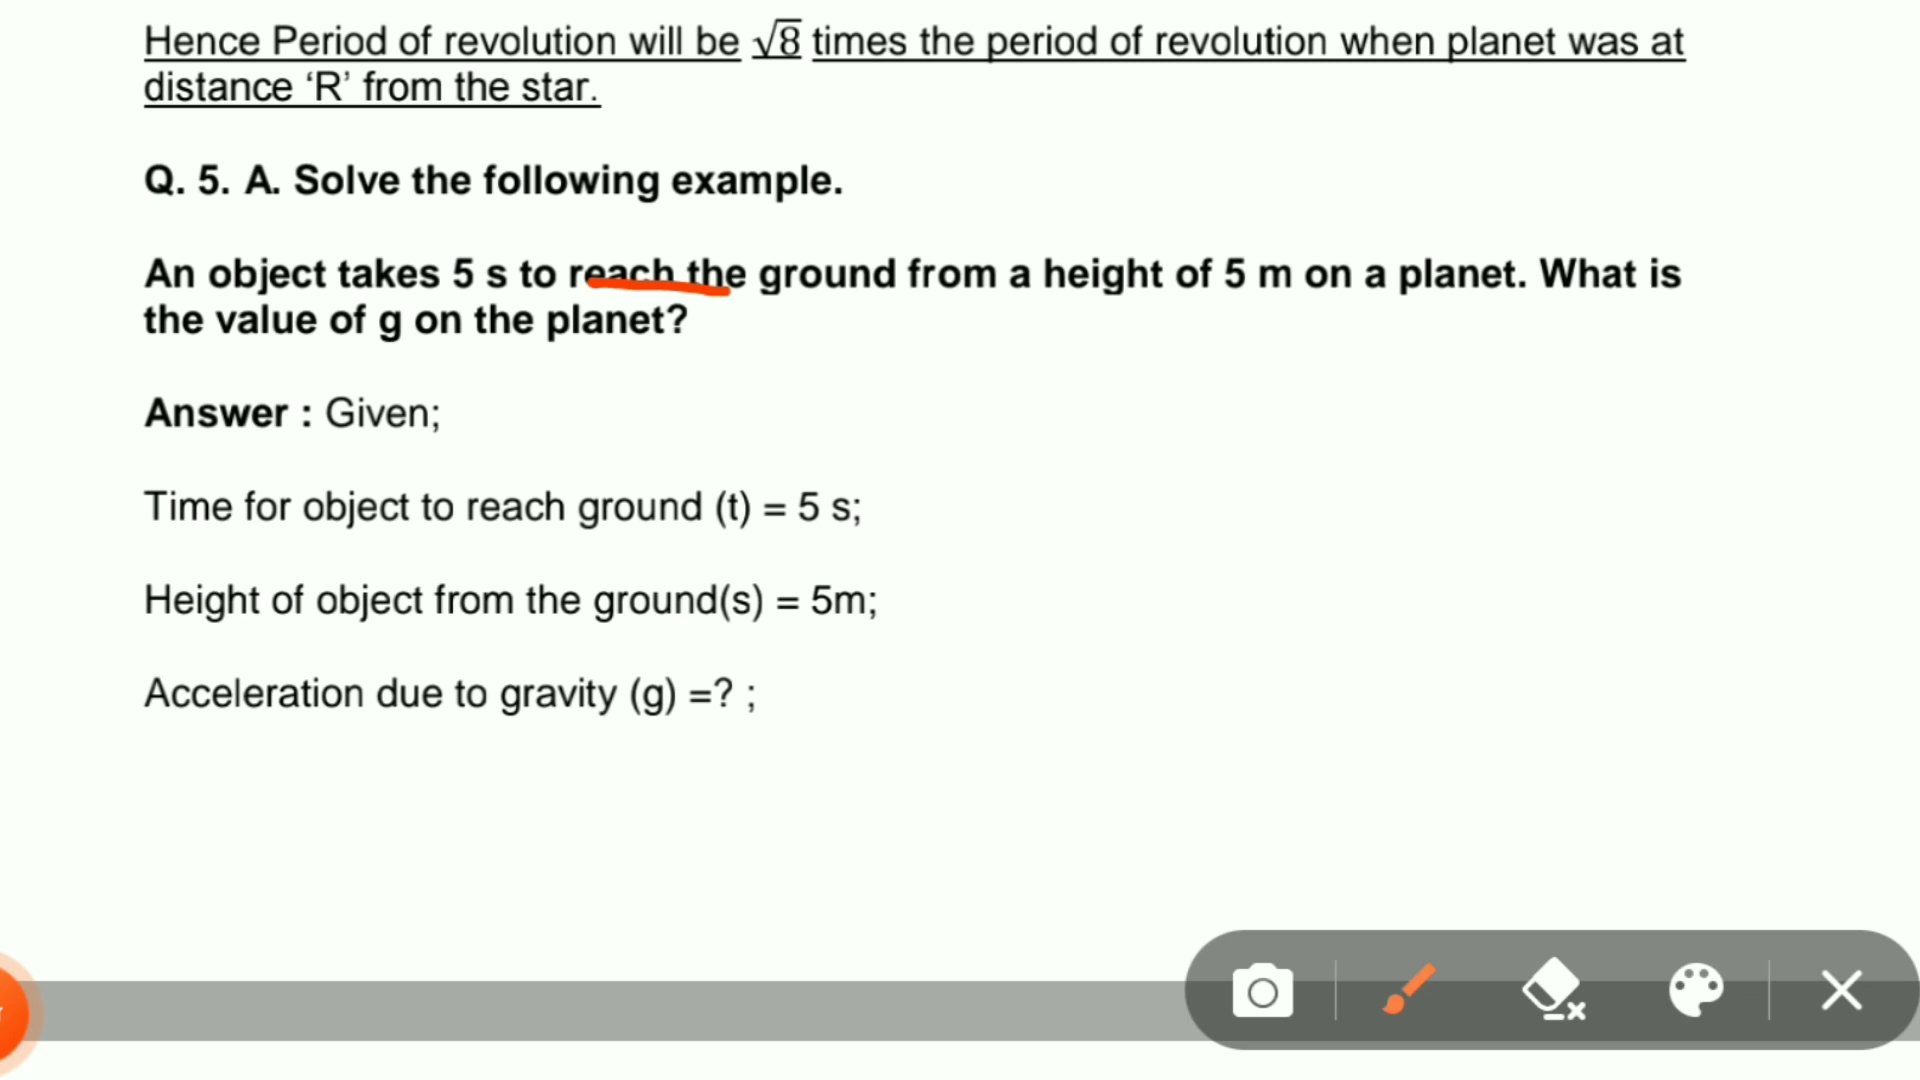 Hence Period of revolution will be √8 times the period of revolution when planet was at
distance ‘R’ from the star.
Q. 5. A. Solve the following example.
An object takes 5 s to reach the ground from a height of 5 m on a planet. What is
the value of g on the planet?
Answer : Given;
Time for object to reach ground (t) = 5 s;
Height of object from the ground(s) = 5m;
Acceleration due to gravity (g) =? ;